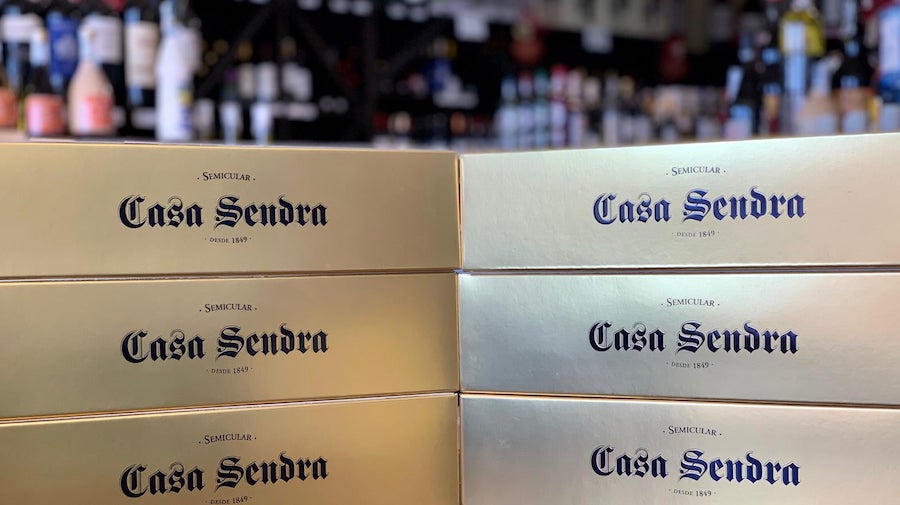 · SEMICULAR ·
Casa Sendra
· DESDE 1849 ·
· SEMICULAR ·
Casa Sendra
· DESDE 1849 ·
· SEMICULAR ·
Casa Sendra
· DESDE 1849 ·
· SEMICULAR ·
Casa Sendra
· DESDE 1849 ·
· SEMICULAR ·
Casa Sendra
· DESDE 1849 ·
· SEMICULAR ·
Casa Sendra
· DESDE 1849 ·